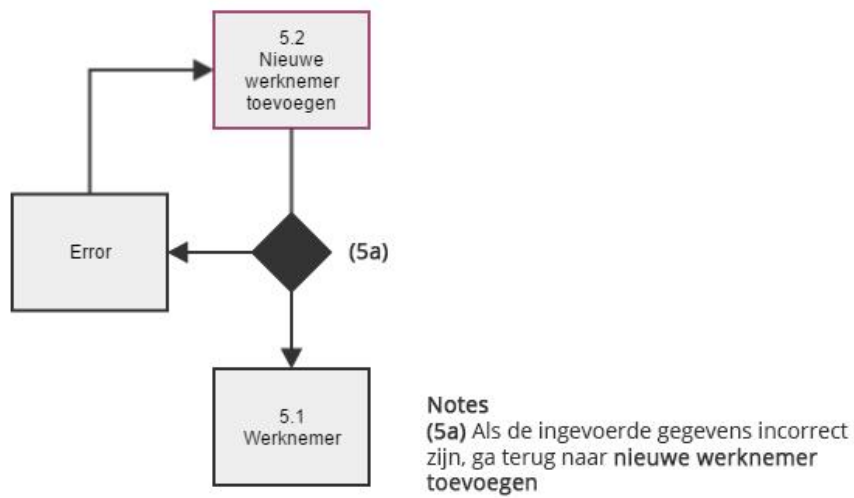 5.2
Nieuwe
werknemer
toevoegen
Error
(5a)
5.1
Werknemer
Notes
(5a) Als de ingevoerde gegevens incorrect
zijn, ga terug naar nieuwe werknemer
toevoegen